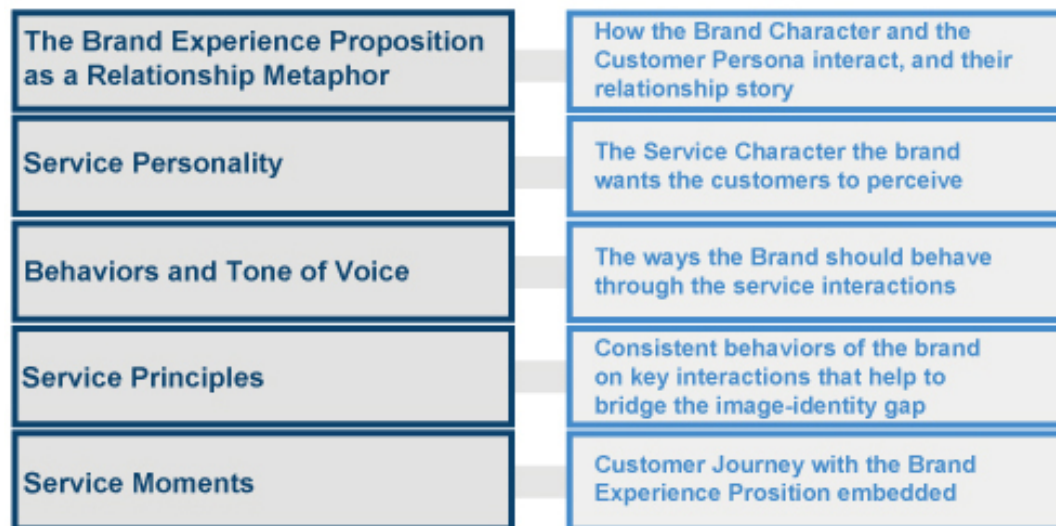 The Brand Experience Proposition
as a Relationship Metaphor
How the Brand Character and the
Customer Persona interact, and their
relationship story
Service Personality
The Service Character the brand
wants the customers to perceive
Behaviors and Tone of Voice
The ways the Brand should behave
through the service interactions
Service Principles
Consistent behaviors of the brand
on key interactions that help to
bridge the image-identity gap
Service Moments
Customer Journey with the Brand
Experience Prosition embedded